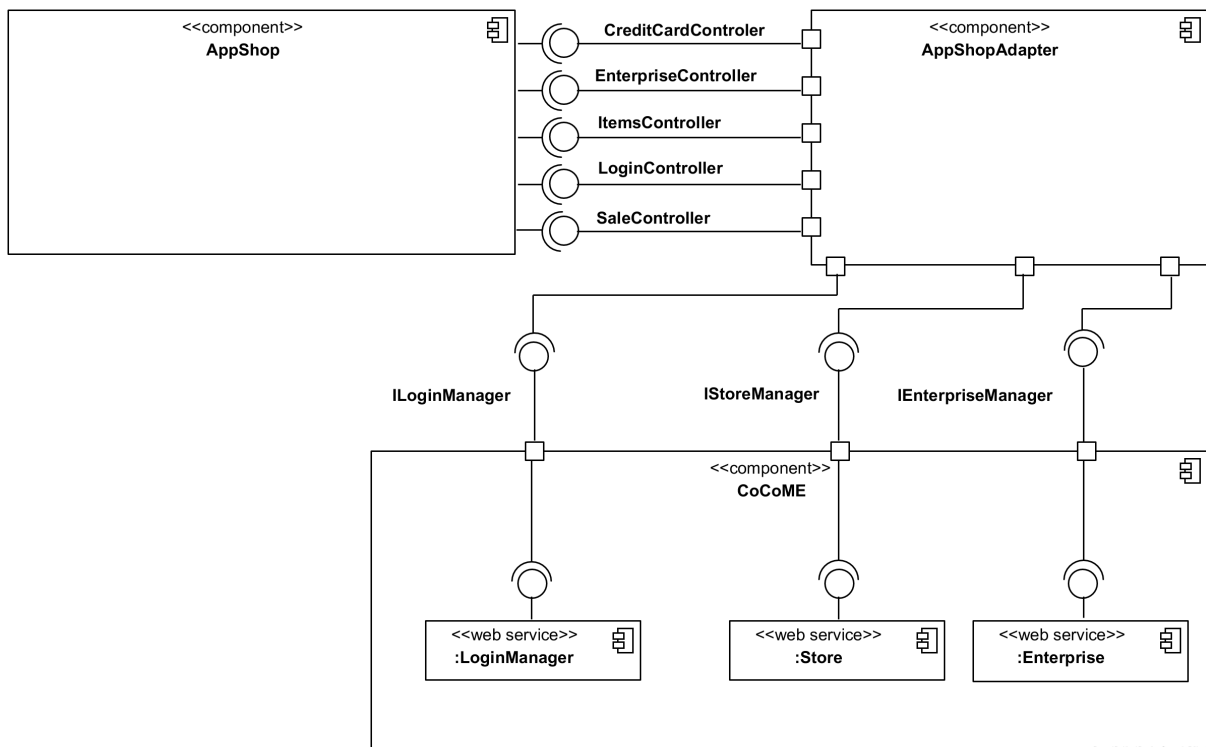 <<component>>
AppShop
CreditCardControler
EnterpriseController
ItemsController
LoginController
SaleController
<<component>>
AppShopAdapter
ILoginManager
IStoreManager
IEnterpriseManager
<<component>>
CoCoME
<<web service>>
:LoginManager
<<web service>>
:Store
<<web service>>
:Enterprise